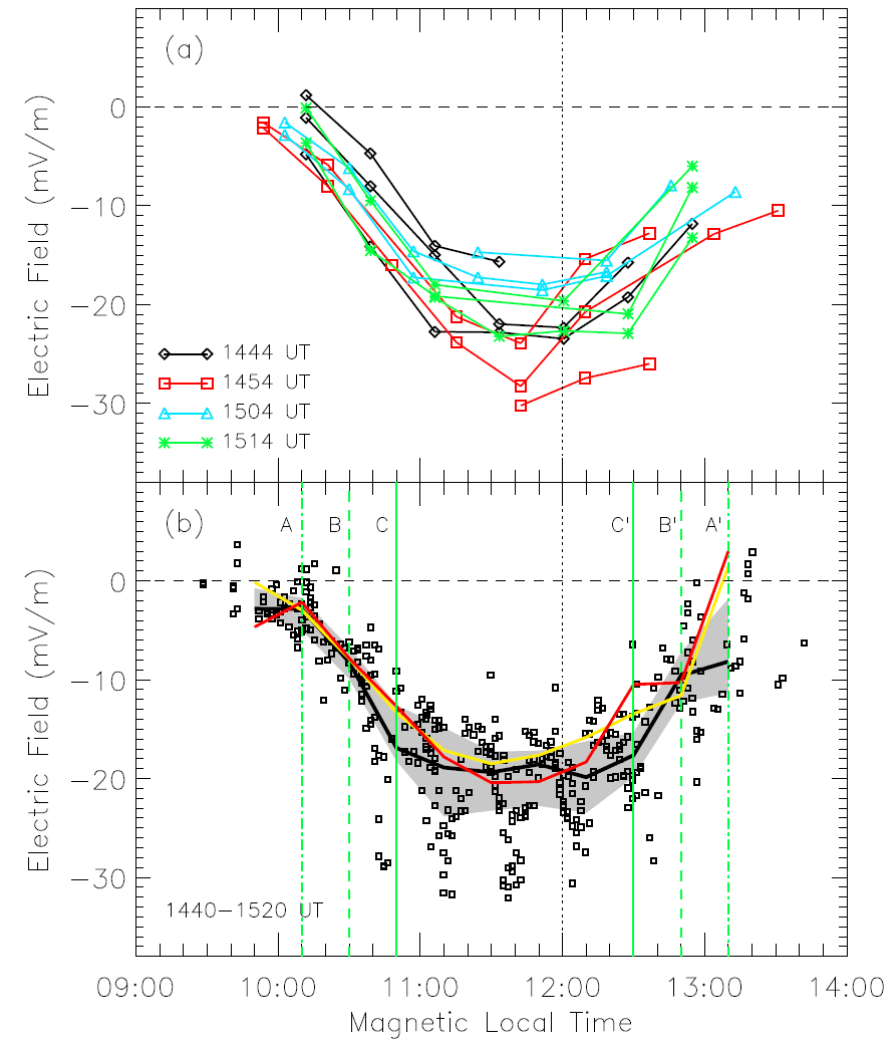 (a)
Electric Field (mV/m)
0
−10
−20
−30
1444 UT
1454 UT
1504 UT
1514 UT
(b)
A
B
C
C'
B'
A'
Electric Field (mV/m)
0
−10
−20
−30
1440−1520 UT
09:00 10:00 11:00 12:00 13:00 14:00
Magnetic Local Time